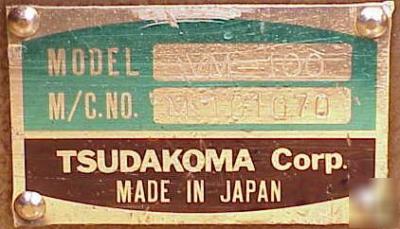 MODEL
M/C.NO.
TSUDAKOMA Corp.
MADE IN JAPAN